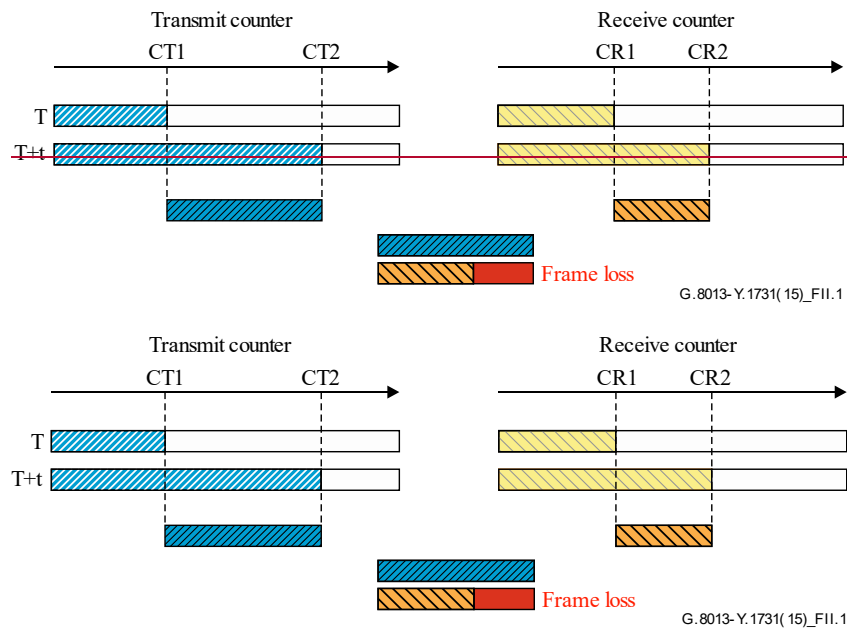 Transmit counter
Receive counter
CT1
CT2
CR1
CR2
T
T+t
Frame loss
G.8013-Y.1731(15)_FII.1
Transmit counter
Receive counter
CT1
CT2
CR1
CR2
T
T+t
Frame loss
G.8013-Y.1731(15)_FII.1